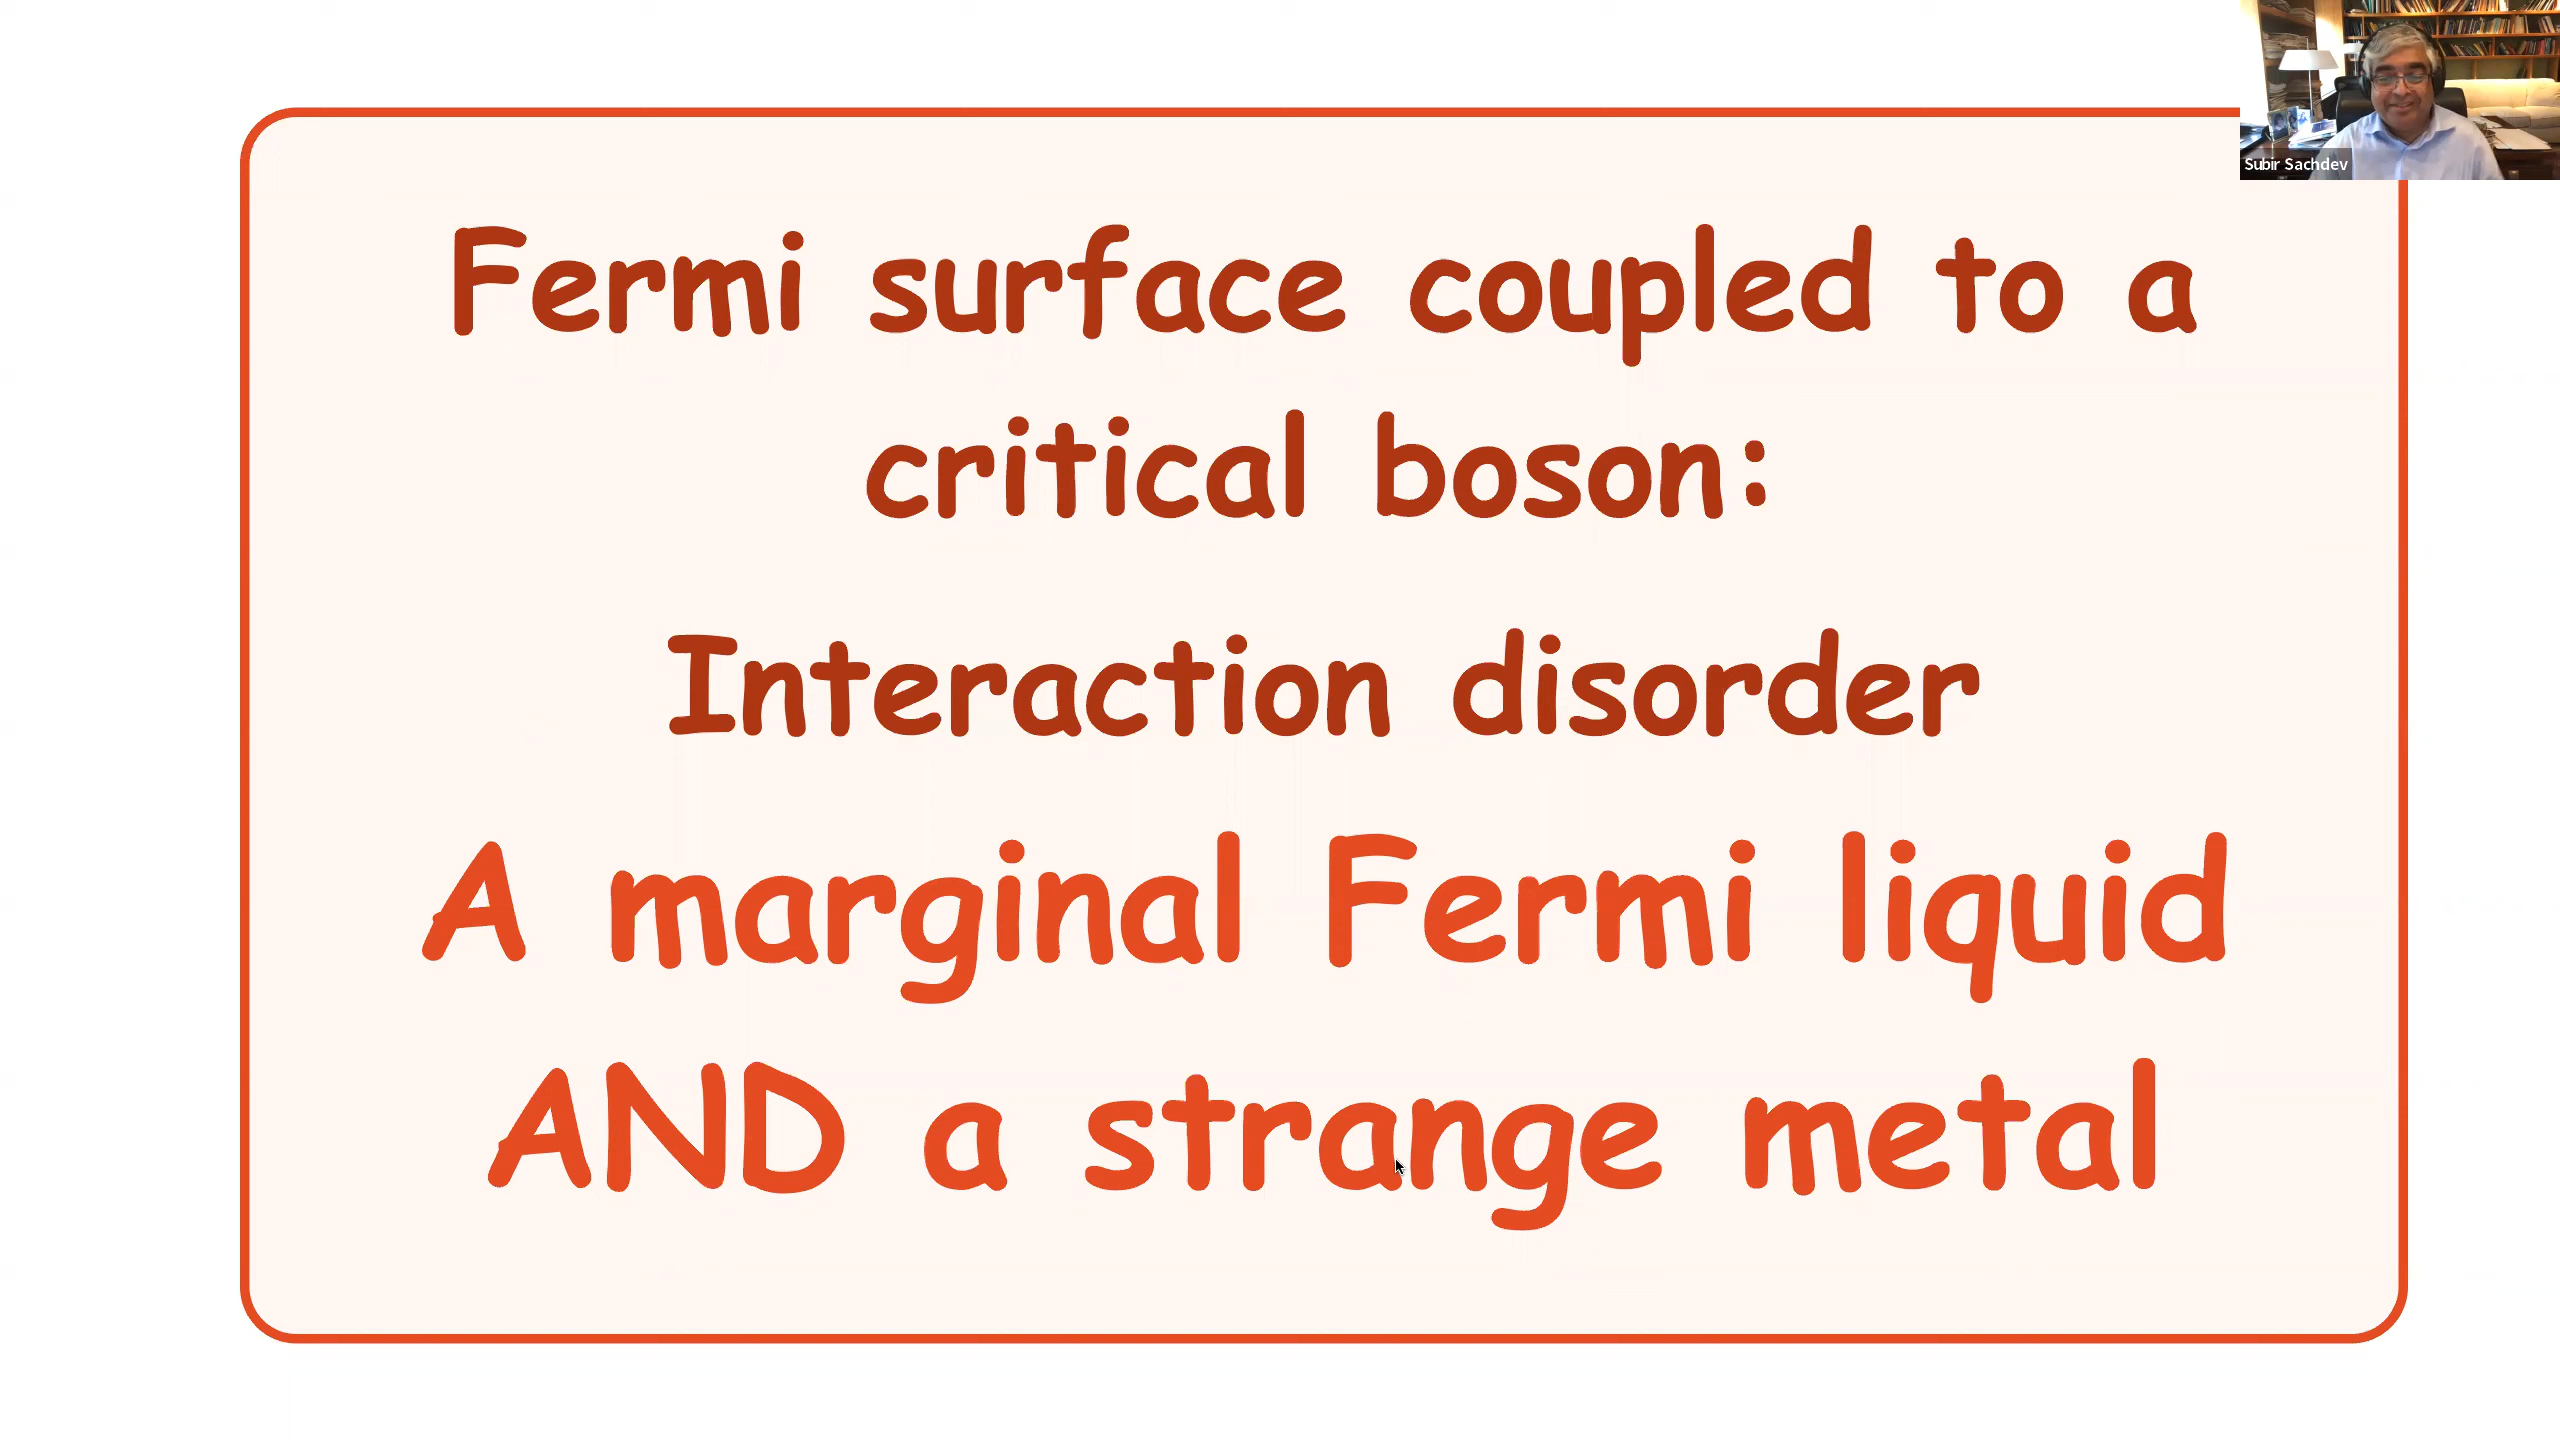 Subir Sachdev
Fermi surface coupled to a
critical boson:
Interaction disorder
A marginal Fermi liquid
AND a strange metal